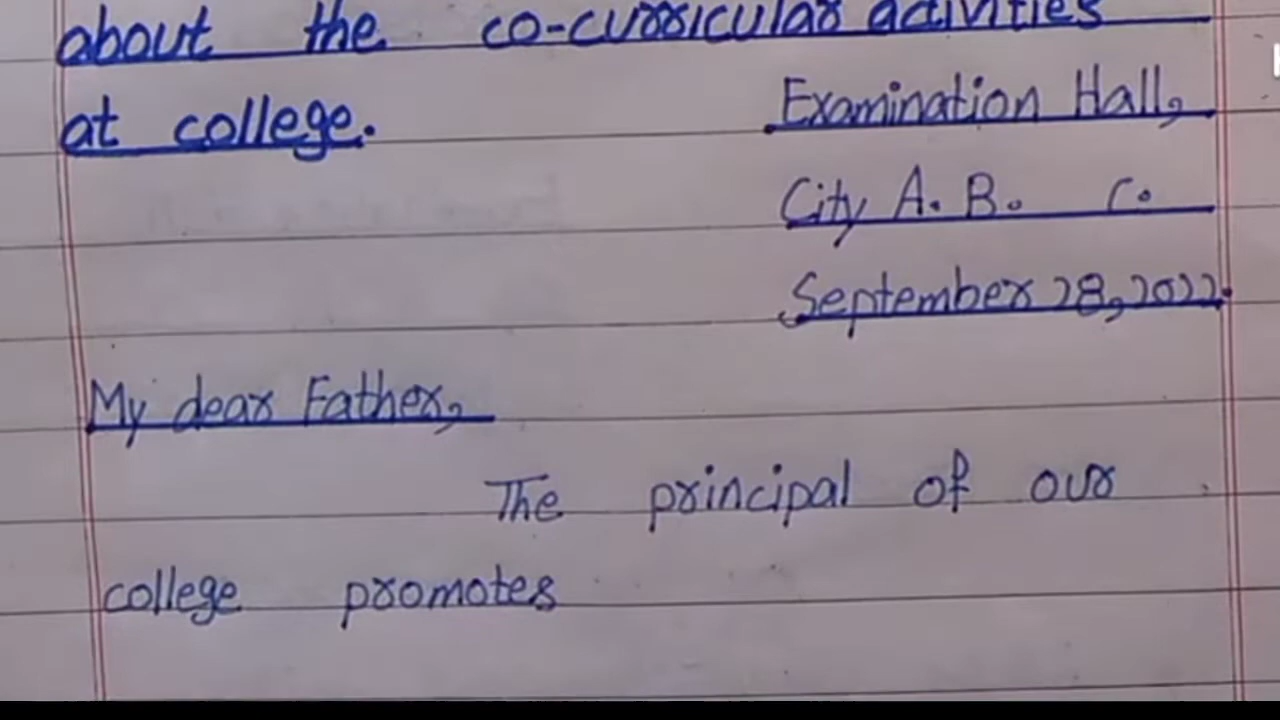 about the co-curricular activities
at college.
Examination Hall,
City A. B. C.
September 28, 2022.
My dear Father,
The principal of our
college promotes